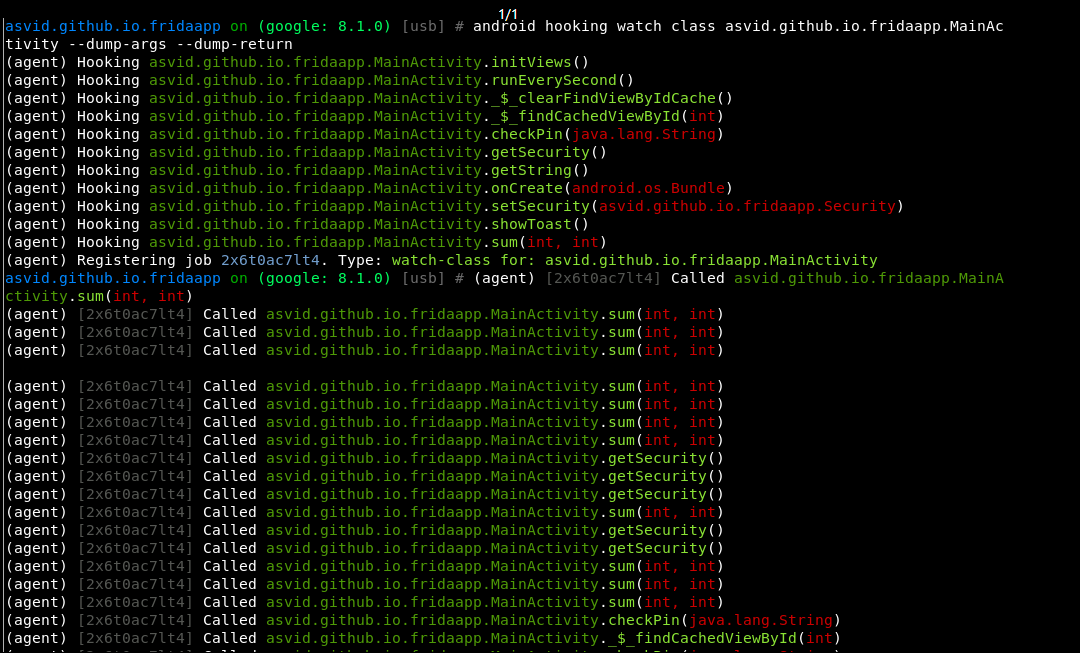 1/1
asvid.github.io.fridaapp on (google: 8.1.0) [usb] # android hooking watch class asvid.github.io.fridaapp.MainAc
tivity --dump-args --dump-return
(agent) Hooking asvid.github.io.fridaapp.MainActivity.initViews()
(agent) Hooking asvid.github.io.fridaapp.MainActivity.runEverySecond()
(agent) Hooking asvid.github.io.fridaapp.MainActivity._$_clearFindViewByIdCache()
(agent) Hooking asvid.github.io.fridaapp.MainActivity._$_findCachedViewById(int)
(agent) Hooking asvid.github.io.fridaapp.MainActivity.checkPin(java.lang.String)
(agent) Hooking asvid.github.io.fridaapp.MainActivity.getSecurity()
(agent) Hooking asvid.github.io.fridaapp.MainActivity.getString()
(agent) Hooking asvid.github.io.fridaapp.MainActivity.onCreate(android.os.Bundle)
(agent) Hooking asvid.github.io.fridaapp.MainActivity.setSecurity(asvid.github.io.fridaapp.Security)
(agent) Hooking asvid.github.io.fridaapp.MainActivity.showToast()
(agent) Hooking asvid.github.io.fridaapp.MainActivity.sum(int, int)
(agent) Registering job 2x6t0ac7lt4. Type: watch-class for: asvid.github.io.fridaapp.MainActivity
asvid.github.io.fridaapp on (google: 8.1.0) [usb] # (agent) [2x6t0ac7lt4] Called asvid.github.io.fridaapp.MainA
ctivity.sum(int, int)
(agent) [2x6t0ac7lt4] Called asvid.github.io.fridaapp.MainActivity.sum(int, int)
(agent) [2x6t0ac7lt4] Called asvid.github.io.fridaapp.MainActivity.sum(int, int)
(agent) [2x6t0ac7lt4] Called asvid.github.io.fridaapp.MainActivity.sum(int, int)
(agent) [2x6t0ac7lt4] Called asvid.github.io.fridaapp.MainActivity.sum(int, int)
(agent) [2x6t0ac7lt4] Called asvid.github.io.fridaapp.MainActivity.sum(int, int)
(agent) [2x6t0ac7lt4] Called asvid.github.io.fridaapp.MainActivity.sum(int, int)
(agent) [2x6t0ac7lt4] Called asvid.github.io.fridaapp.MainActivity.sum(int, int)
(agent) [2x6t0ac7lt4] Called asvid.github.io.fridaapp.MainActivity.getSecurity()
(agent) [2x6t0ac7lt4] Called asvid.github.io.fridaapp.MainActivity.getSecurity()
(agent) [2x6t0ac7lt4] Called asvid.github.io.fridaapp.MainActivity.getSecurity()
(agent) [2x6t0ac7lt4] Called asvid.github.io.fridaapp.MainActivity.sum(int, int)
(agent) [2x6t0ac7lt4] Called asvid.github.io.fridaapp.MainActivity.getSecurity()
(agent) [2x6t0ac7lt4] Called asvid.github.io.fridaapp.MainActivity.getSecurity()
(agent) [2x6t0ac7lt4] Called asvid.github.io.fridaapp.MainActivity.sum(int, int)
(agent) [2x6t0ac7lt4] Called asvid.github.io.fridaapp.MainActivity.sum(int, int)
(agent) [2x6t0ac7lt4] Called asvid.github.io.fridaapp.MainActivity.sum(int, int)
(agent) [2x6t0ac7lt4] Called asvid.github.io.fridaapp.MainActivity.checkPin(java.lang.String)
(agent) [2x6t0ac7lt4] Called asvid.github.io.fridaapp.MainActivity._$_findCachedViewById(int)